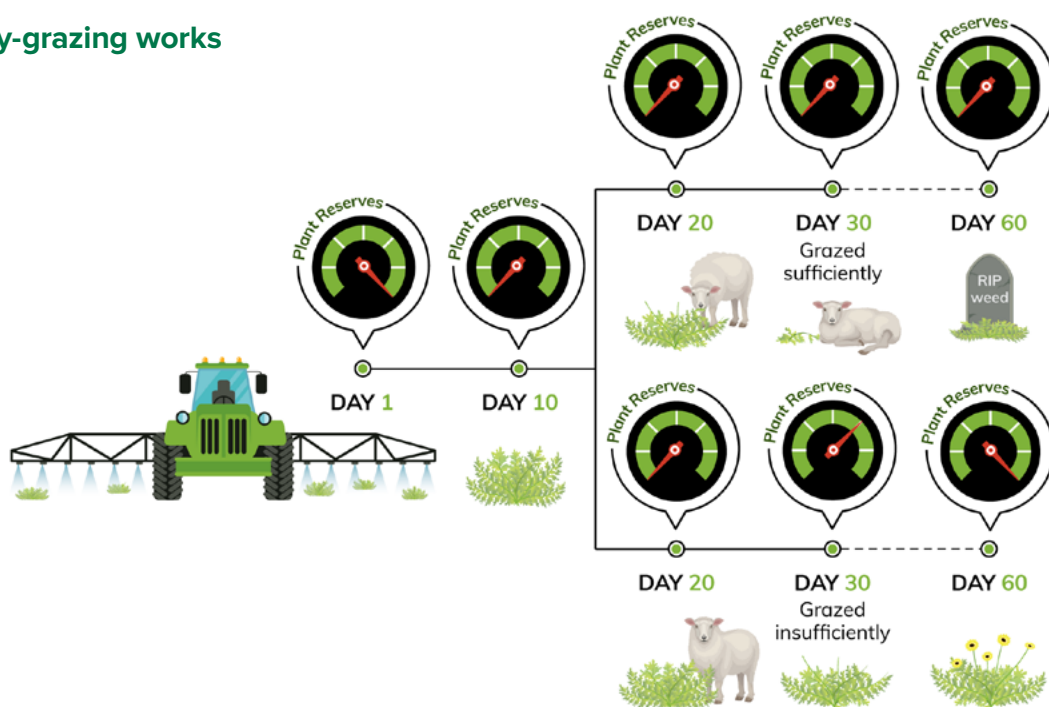 y-grazing works
Plant Reserves
Plant Reserves
Plant Reserves
DAY 20
DAY 30
DAY 60
Grazed
sufficiently
RIP
weed
Plant Reserves
Plant Reserves
DAY 1
DAY 10
Plant Reserves
Plant Reserves
Plant Reserves
DAY 20
DAY 30
DAY 60
Grazed
insufficiently